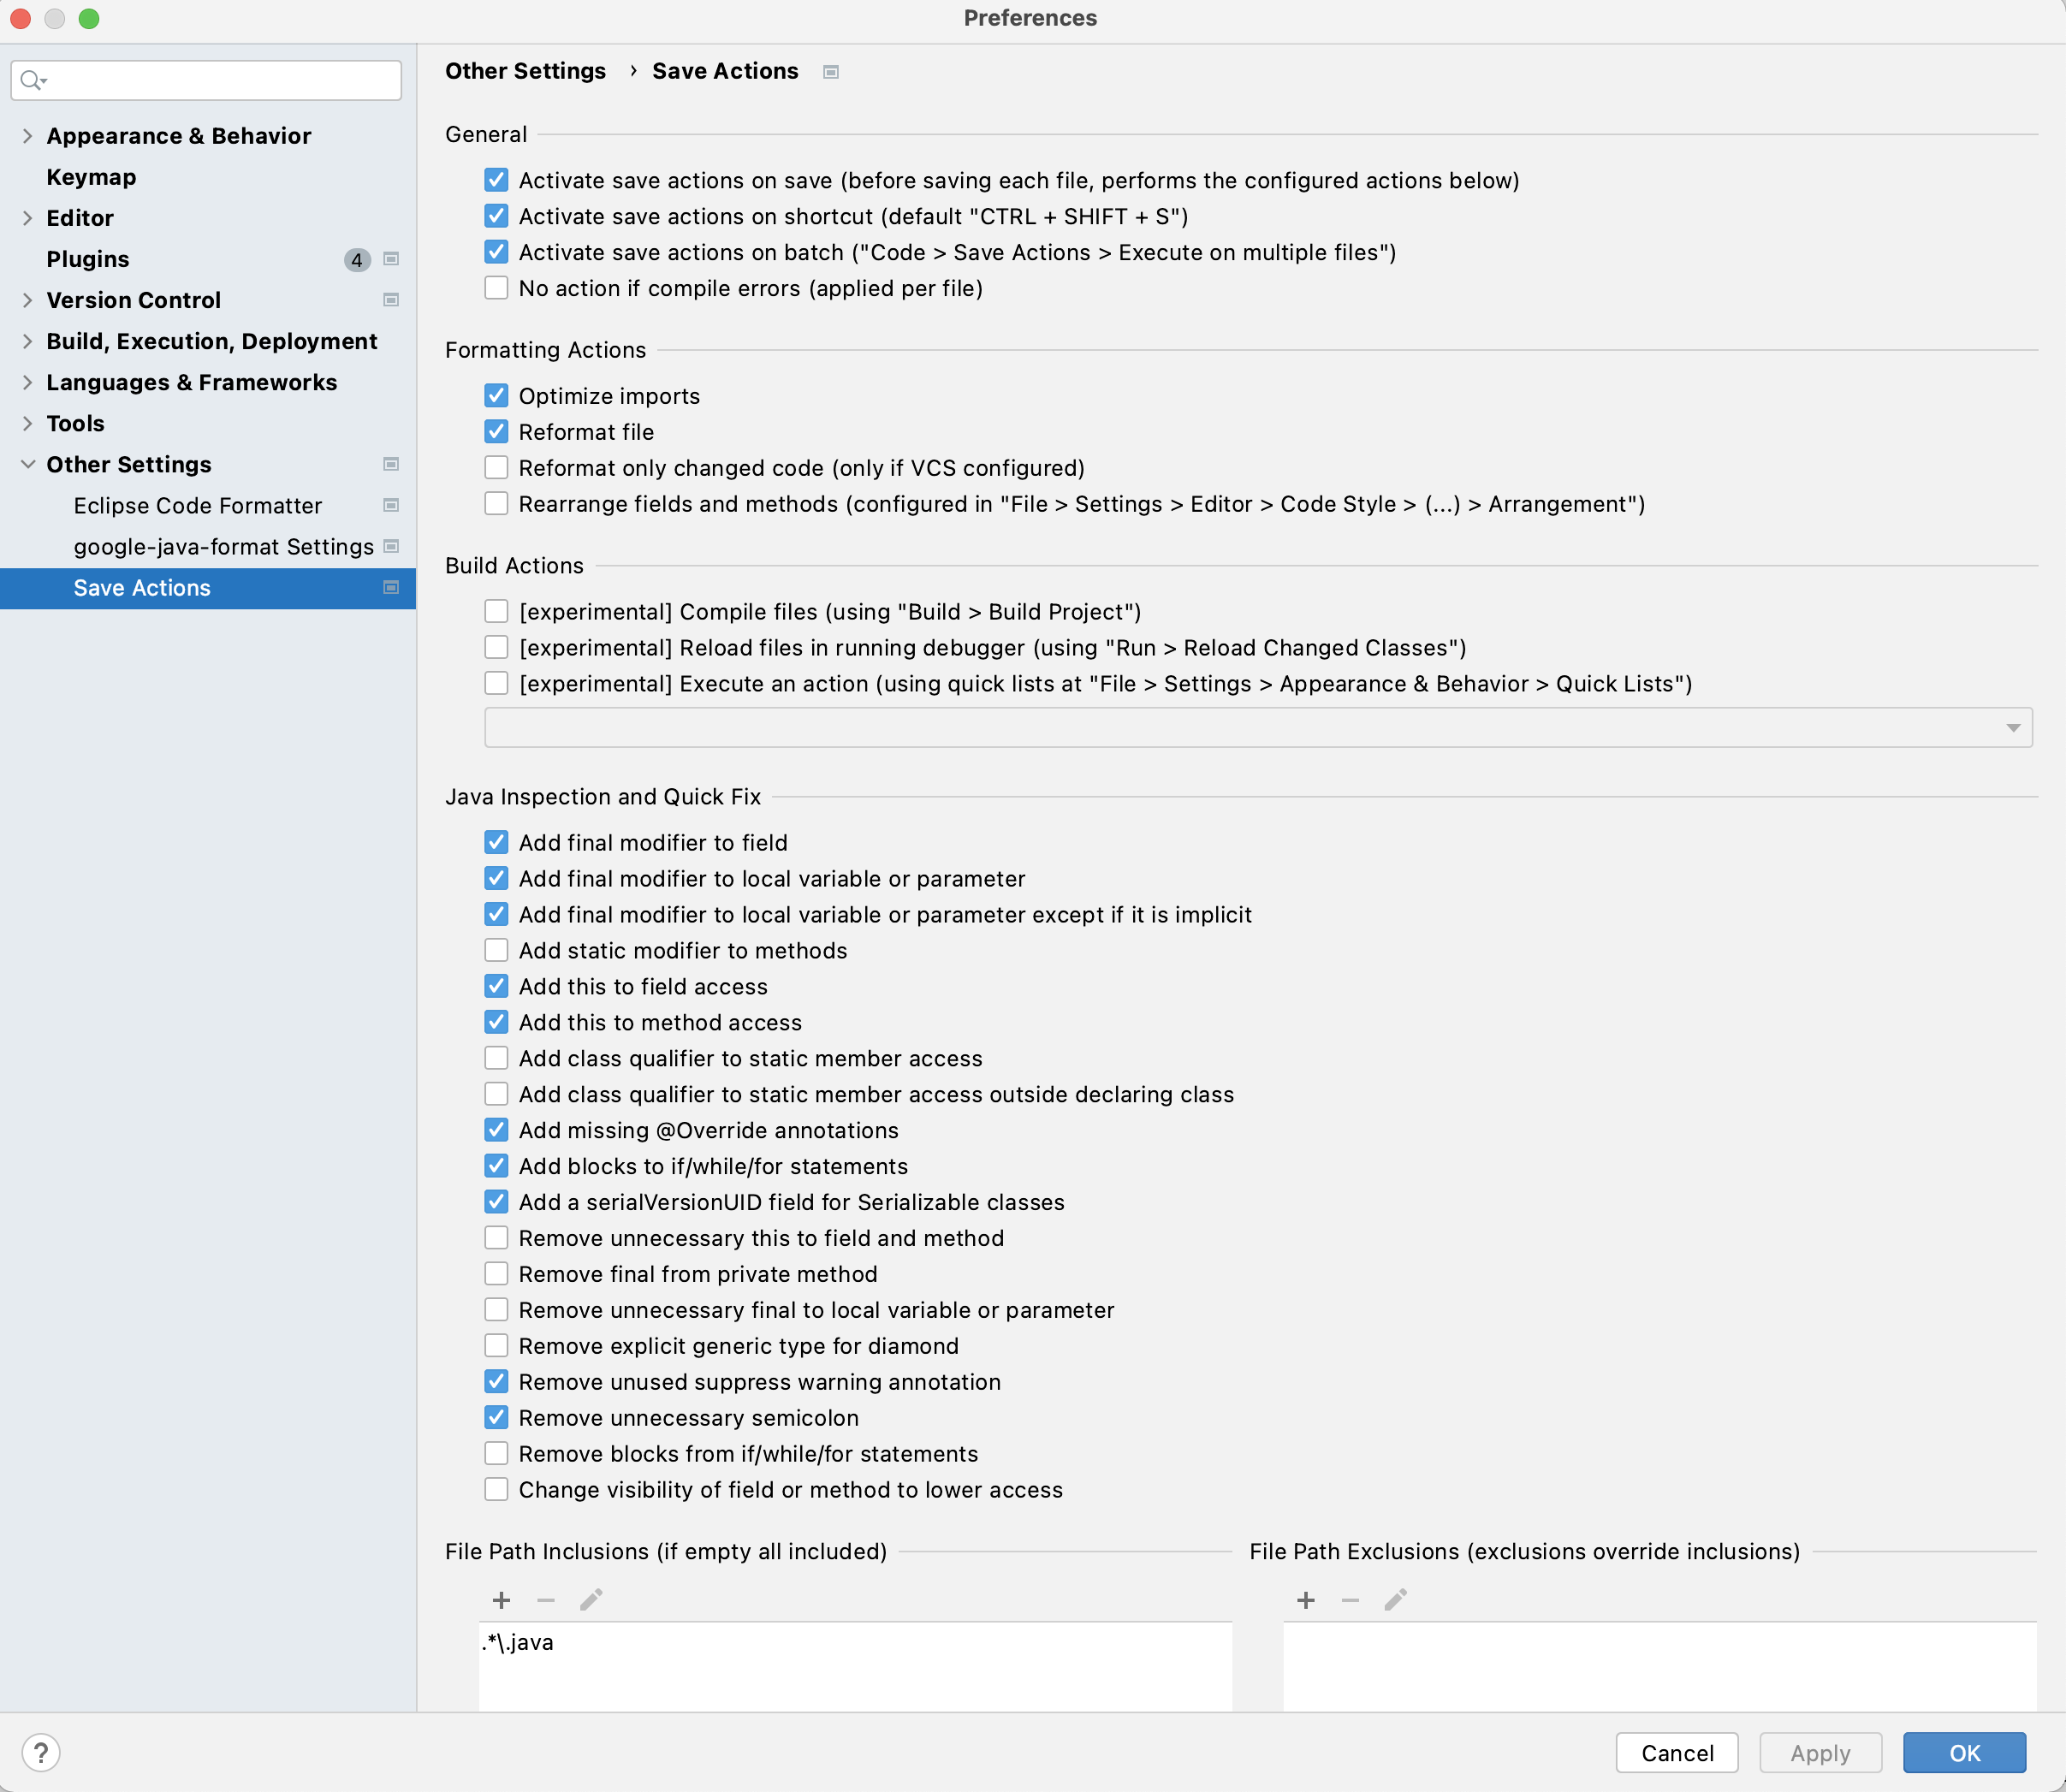 Preferences
Appearance & Behavior
Keymap
Editor
Plugins 4
Version Control
Build, Execution, Deployment
Languages & Frameworks
Tools
Other Settings
Eclipse Code Formatter
google-java-format Settings
Save Actions
Other Settings › Save Actions
General
Activate save actions on save (before saving each file, performs the configured actions below)
Activate save actions on shortcut (default "CTRL + SHIFT + S")
Activate save actions on batch ("Code > Save Actions > Execute on multiple files")
No action if compile errors (applied per file)
Formatting Actions
Optimize imports
Reformat file
Reformat only changed code (only if VCS configured)
Rearrange fields and methods (configured in "File > Settings > Editor > Code Style > (...) > Arrangement")
Build Actions
[experimental] Compile files (using "Build > Build Project")
[experimental] Reload files in running debugger (using "Run > Reload Changed Classes")
[experimental] Execute an action (using quick lists at "File > Settings > Appearance & Behavior > Quick Lists")
Java Inspection and Quick Fix
Add final modifier to field
Add final modifier to local variable or parameter
Add final modifier to local variable or parameter except if it is implicit
Add static modifier to methods
Add this to field access
Add this to method access
Add class qualifier to static member access
Add class qualifier to static member access outside declaring class
Add missing @Override annotations
Add blocks to if/while/for statements
Add a serialVersionUID field for Serializable classes
Remove unnecessary this to field and method
Remove final from private method
Remove unnecessary final to local variable or parameter
Remove explicit generic type for diamond
Remove unused suppress warning annotation
Remove unnecessary semicolon
Remove blocks from if/while/for statements
Change visibility of field or method to lower access
File Path Inclusions (if empty all included)
.*\.java
File Path Exclusions (exclusions override inclusions)
?
Cancel
Apply
OK